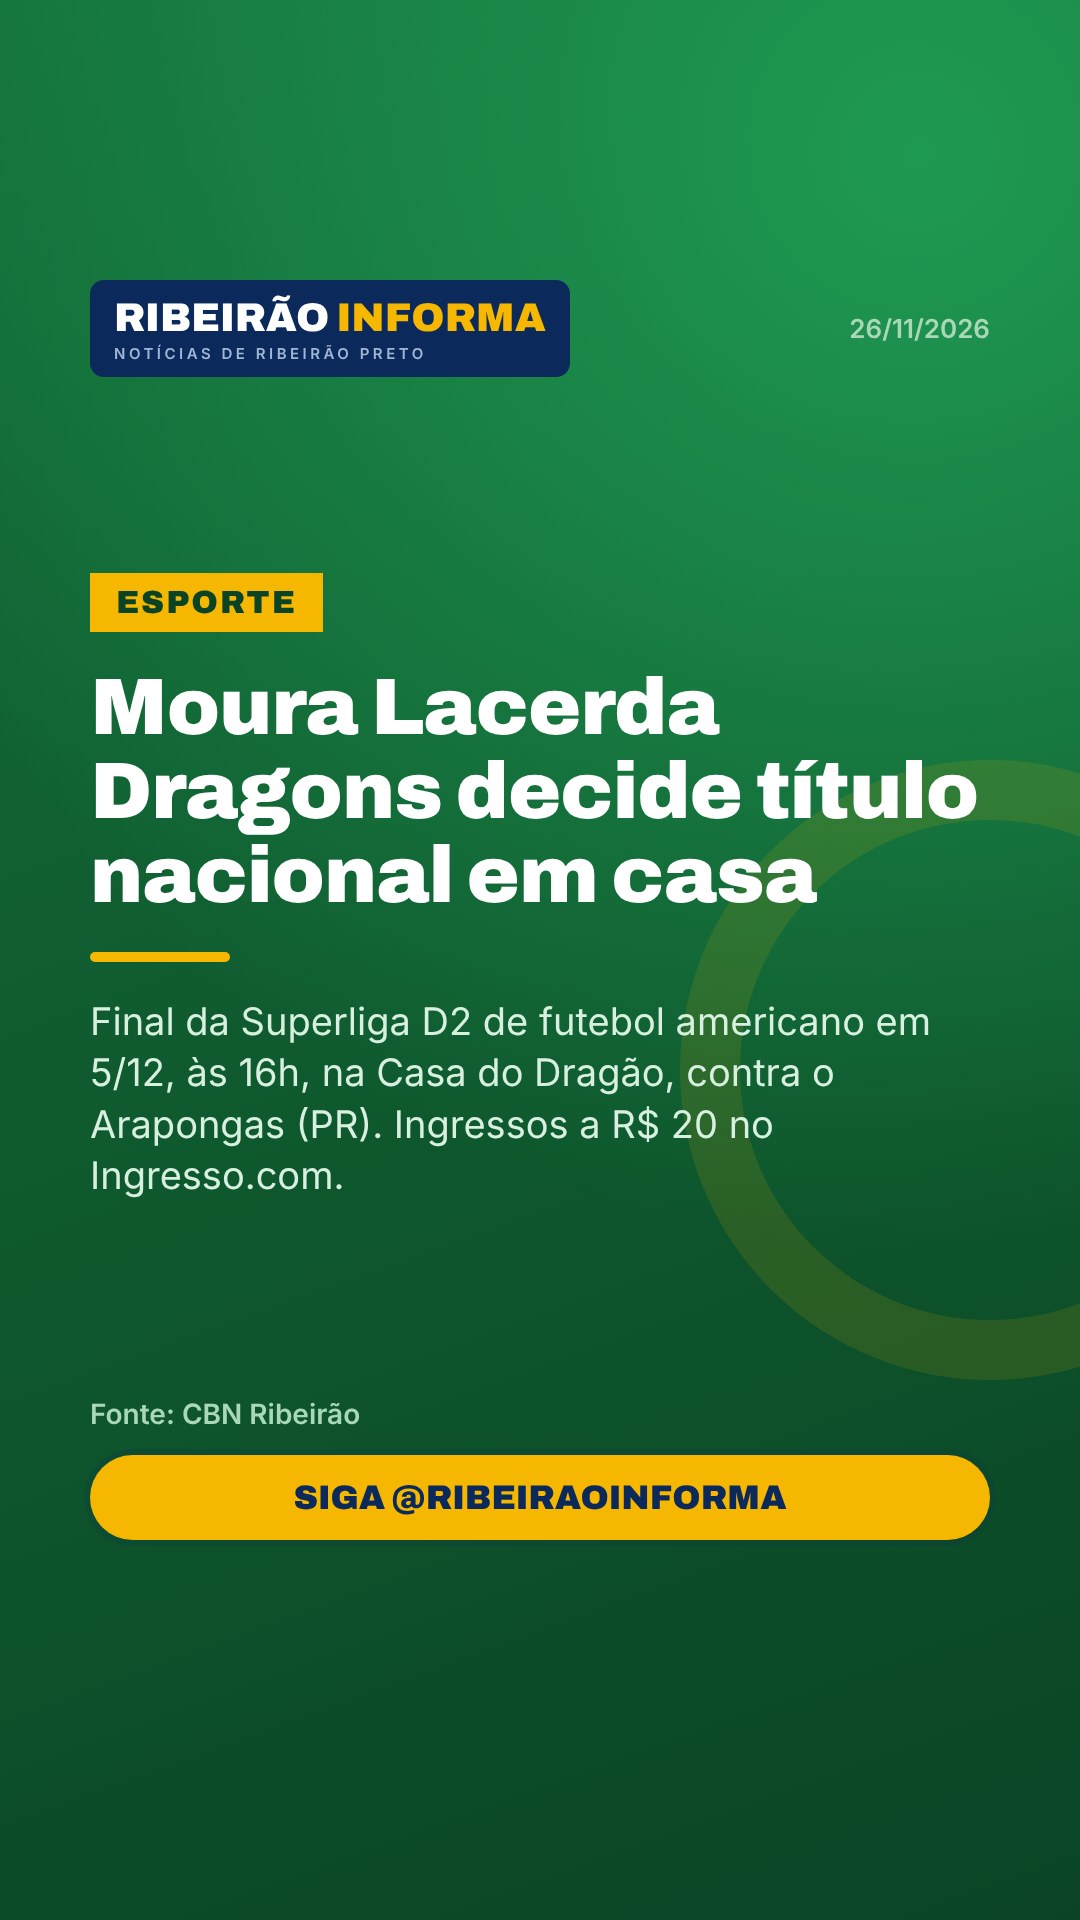 RIBEIRÃO INFORMA
NOTÍCIAS DE RIBEIRÃO PRETO
26/11/2026
ESPORTE
Moura Lacerda
Dragons decide título
nacional em casa
Final da Superliga D2 de futebol americano em
5/12, às 16h, na Casa do Dragão, contra o
Arapongas (PR). Ingressos a R$ 20 no
Ingresso.com.
Fonte: CBN Ribeirão
SIGA @RIBEIRAOINFORMA